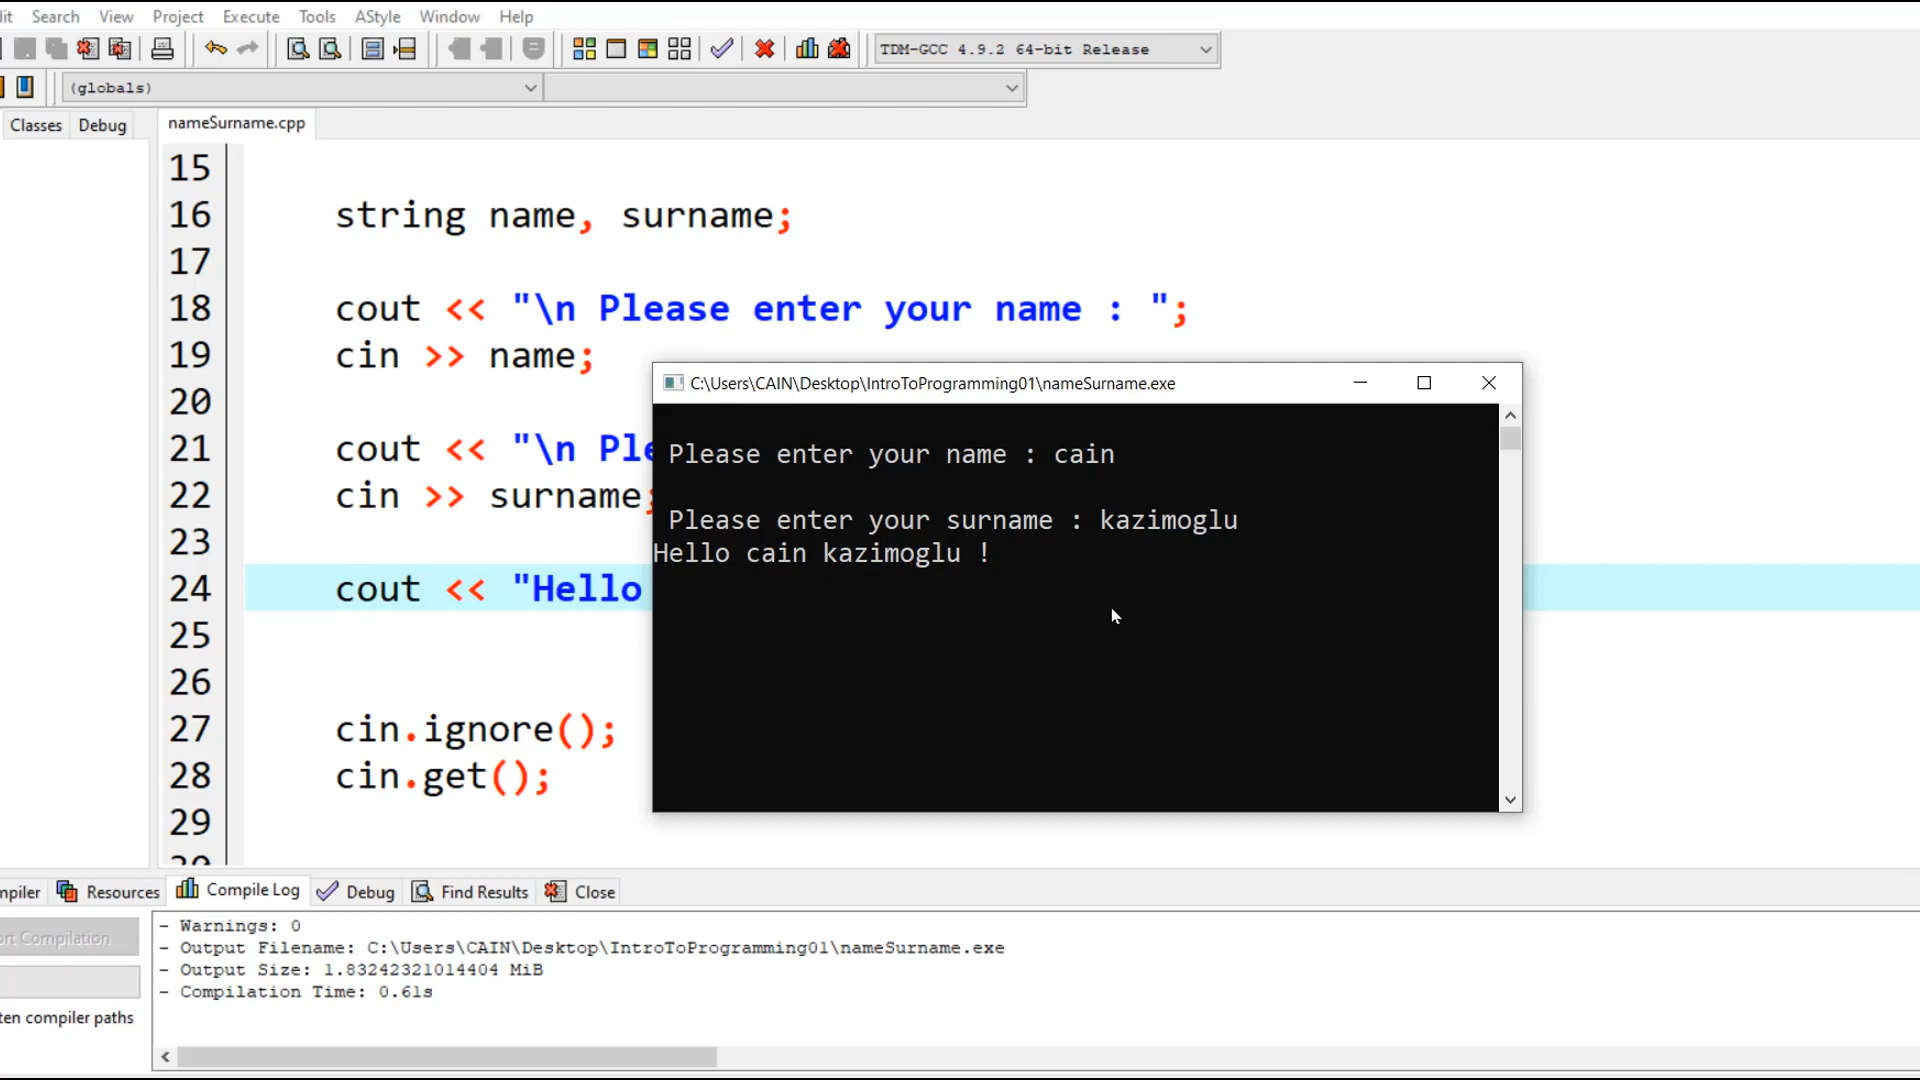 Search View Project Execute Tools AStyle Window Help
TDM-GCC 4.9.2 64-bit Release
(globals)
Classes Debug nameSurname.cpp
15
16 string name, surname;
17
18 cout << "\n Please enter your name : ";
19 cin >> name;
20
21 cout << "\n Ple
22 cin >> surname;
23
24 cout << "Hello
25
26
27 cin.ignore();
28 cin.get();
29
30
C:\Users\CAIN\Desktop\IntroToProgramming01\nameSurname.exe
Please enter your name : cain
Please enter your surname : kazimoglu
Hello cain kazimoglu !
mpiler Resources Compile Log Debug Find Results Close
ort Compilation
ten compiler paths
- Warnings: 0
- Output Filename: C:\Users\CAIN\Desktop\IntroToProgramming01\nameSurname.exe
- Output Size: 1.83242321014404 MiB
- Compilation Time: 0.61s